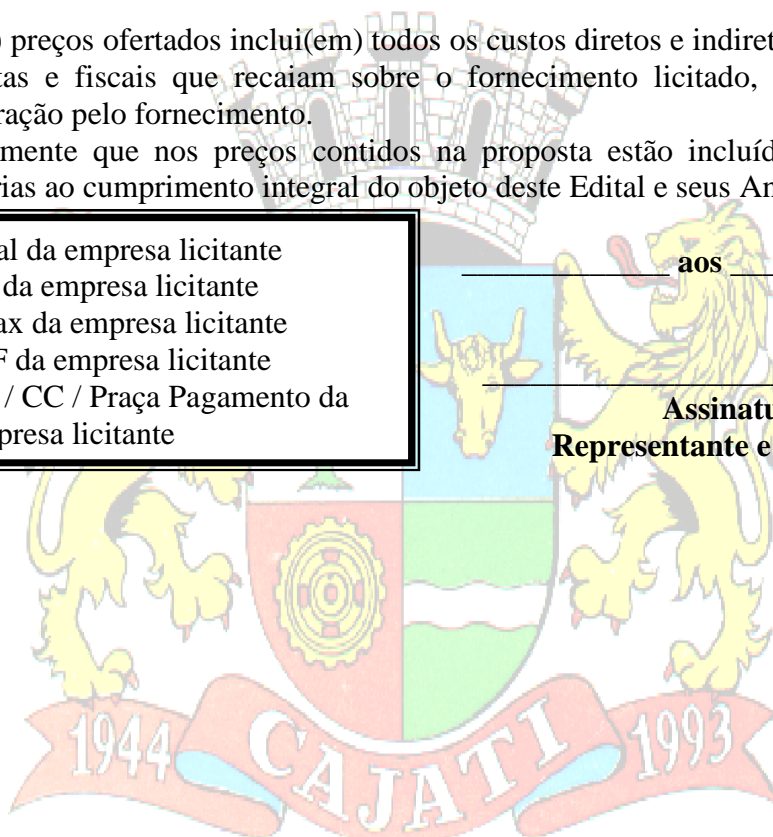 ) preços ofertados inclui(em) todos os custos diretos e indiret
tas e fiscais que recaiam sobre o fornecimento licitado,
ração pelo fornecimento.
mente que nos preços contidos na proposta estão incluíd
rias ao cumprimento integral do objeto deste Edital e seus An
al da empresa licitante
da empresa licitante
ax da empresa licitante
F da empresa licitante
/ CC / Praça Pagamento da
presa licitante
______________ aos ____
____________________
Assinatu
Representante e
1944 CAJATI 1993